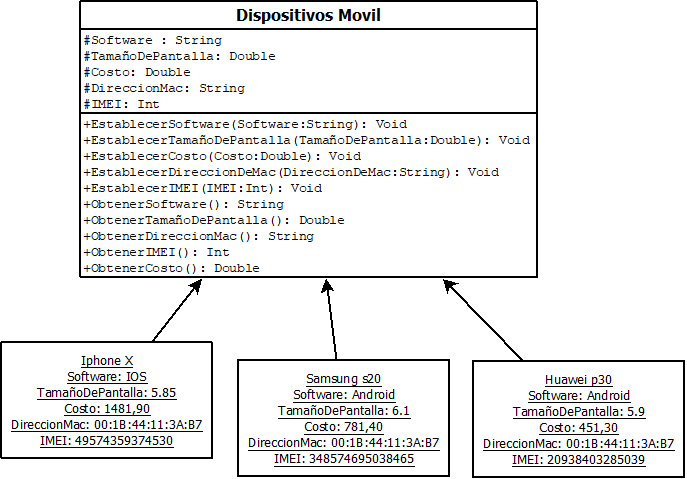 Dispositivos Movil
#Software : String
#TamañoDePantalla: Double
#Costo: Double
#DireccionMac: String
#IMEI: Int
+EstablecerSoftware(Software:String): Void
+EstablecerTamañoDePantalla(TamañoDePantalla:Double): Void
+EstablecerCosto(Costo:Double): Void
+EstablecerDireccionDeMac(DireccionDeMac:String): Void
+EstablecerIMEI(IMEI:Int): Void
+ObtenerSoftware(): String
+ObtenerTamañoDePantalla(): Double
+ObtenerDireccionMac(): String
+ObtenerIMEI(): Int
+ObtenerCosto(): Double
Iphone X
Software: IOS
TamañoDePantalla: 5.85
Costo: 1481,90
DireccionMac: 00:1B:44:11:3A:B7
IMEI: 49574359374530
Samsung s20
Software: Android
TamañoDePantalla: 6.1
Costo: 781,40
DireccionMac: 00:1B:44:11:3A:B7
IMEI: 348574695038465
Huawei p30
Software: Android
TamañoDePantalla: 5.9
Costo: 451,30
DireccionMac: 00:1B:44:11:3A:B7
IMEI: 20938403285039